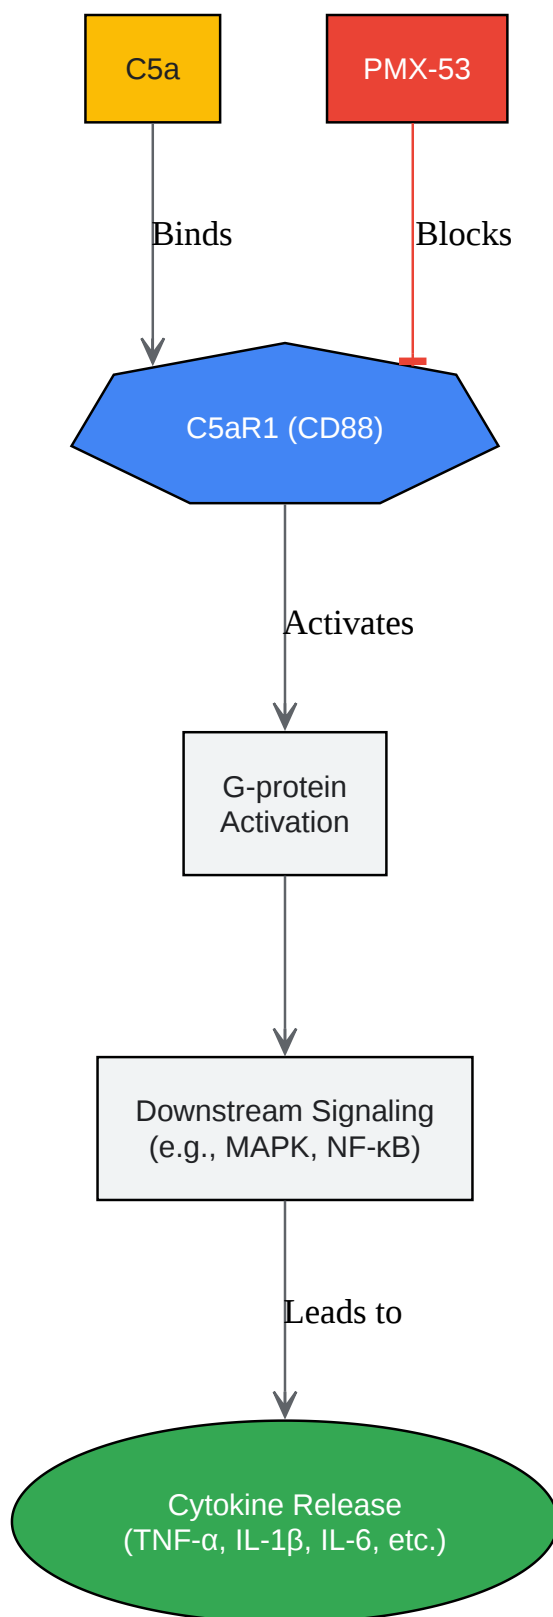 C5a
PMX-53
Binds
Blocks
C5aR1 (CD88)
Activates
G-protein
Activation
Downstream Signaling
(e.g., MAPK, NF-κB)
Leads to
Cytokine Release
(TNF-α, IL-1β, IL-6, etc.)